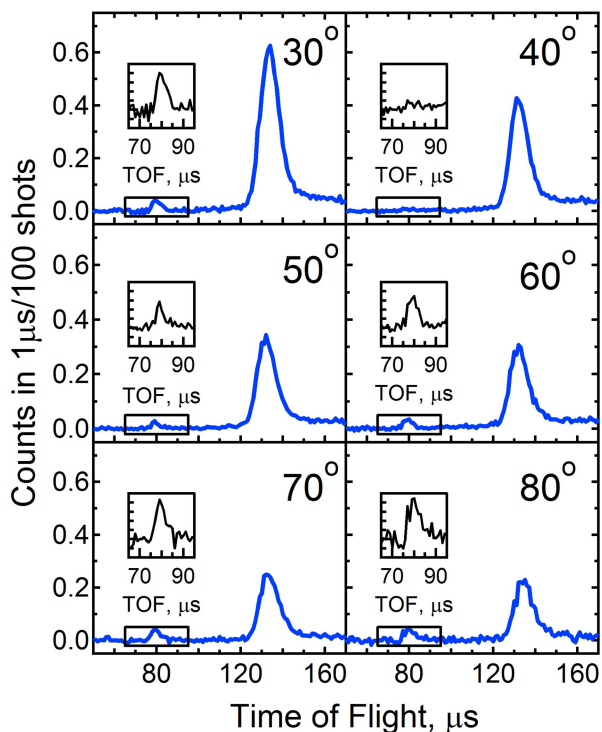 Counts in 1μs/100 shots
0.6
0.4
0.2
0.0
30°
70 90
TOF, μs
40°
70 90
TOF, μs
0.6
0.4
0.2
0.0
50°
70 90
TOF, μs
60°
70 90
TOF, μs
0.6
0.4
0.2
0.0
70°
70 90
TOF, μs
80°
70 90
TOF, μs
80 120 160 80 120 160
Time of Flight, μs